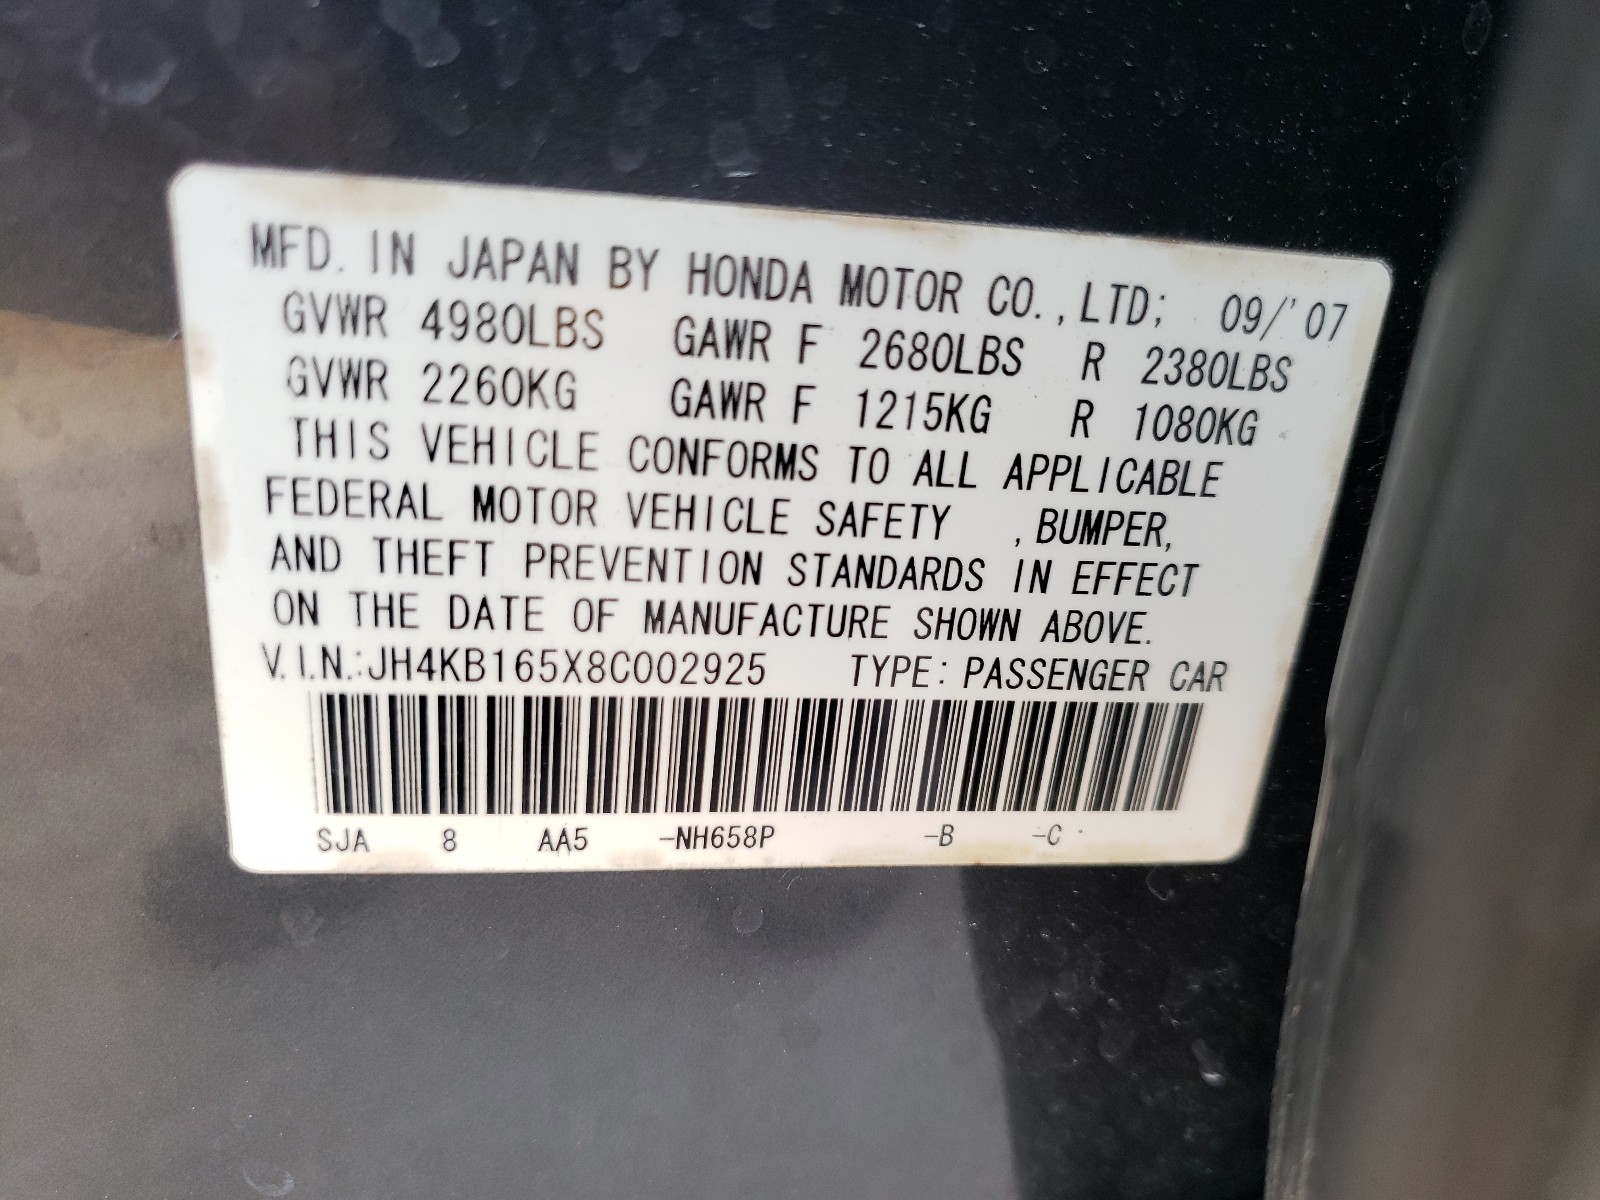 MFD. IN JAPAN BY HONDA MOTOR CO., LTD; 09/'07
GVWR 4980LBS GAWR F 2680LBS R 2380LBS
GVWR 2260KG GAWR F 1215KG R 1080KG
THIS VEHICLE CONFORMS TO ALL APPLICABLE
FEDERAL MOTOR VEHICLE SAFETY , BUMPER,
AND THEFT PREVENTION STANDARDS IN EFFECT
ON THE DATE OF MANUFACTURE SHOWN ABOVE.
V.I.N.:JH4KB165X8C002925 TYPE: PASSENGER CAR
SJA 8 AA5 -NH658P -B -C